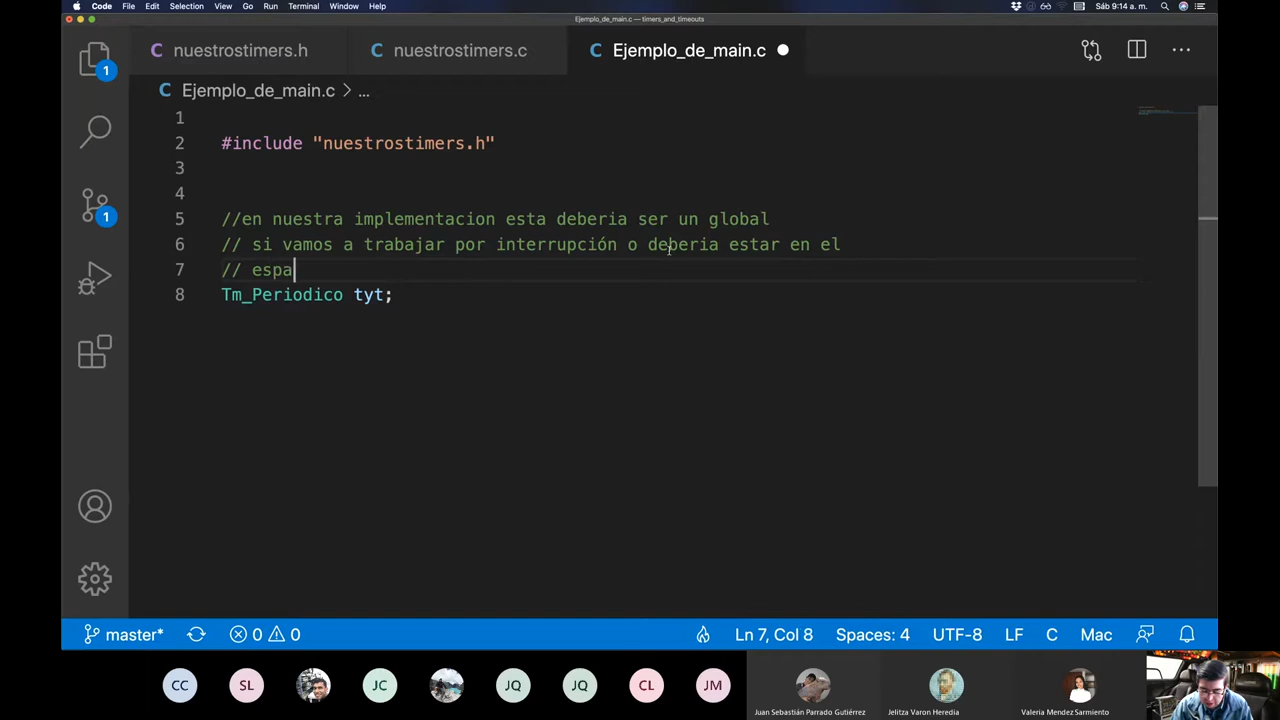 Code File Edit Selection View Go Run Terminal Window Help Sáb 9:14 a. m.
Ejemplo_de_main.c — timers_and_timeouts
C nuestrostimers.h C nuestrostimers.c C Ejemplo_de_main.c
1
C Ejemplo_de_main.c > ...
1
2 #include "nuestrostimers.h"
3
4
5 //en nuestra implementacion esta deberia ser un global
6 // si vamos a trabajar por interrupción o deberia estar en el
7 // espa
8 Tm_Periodico tyt;
1
master* 0 0 Ln 7, Col 8 Spaces: 4 UTF-8 LF C Mac
CC SL JC JQ JQ CL JM
Juan Sebastián Parrado Gutiérrez Jelitza Varon Heredia Valeria Mendez Sarmiento